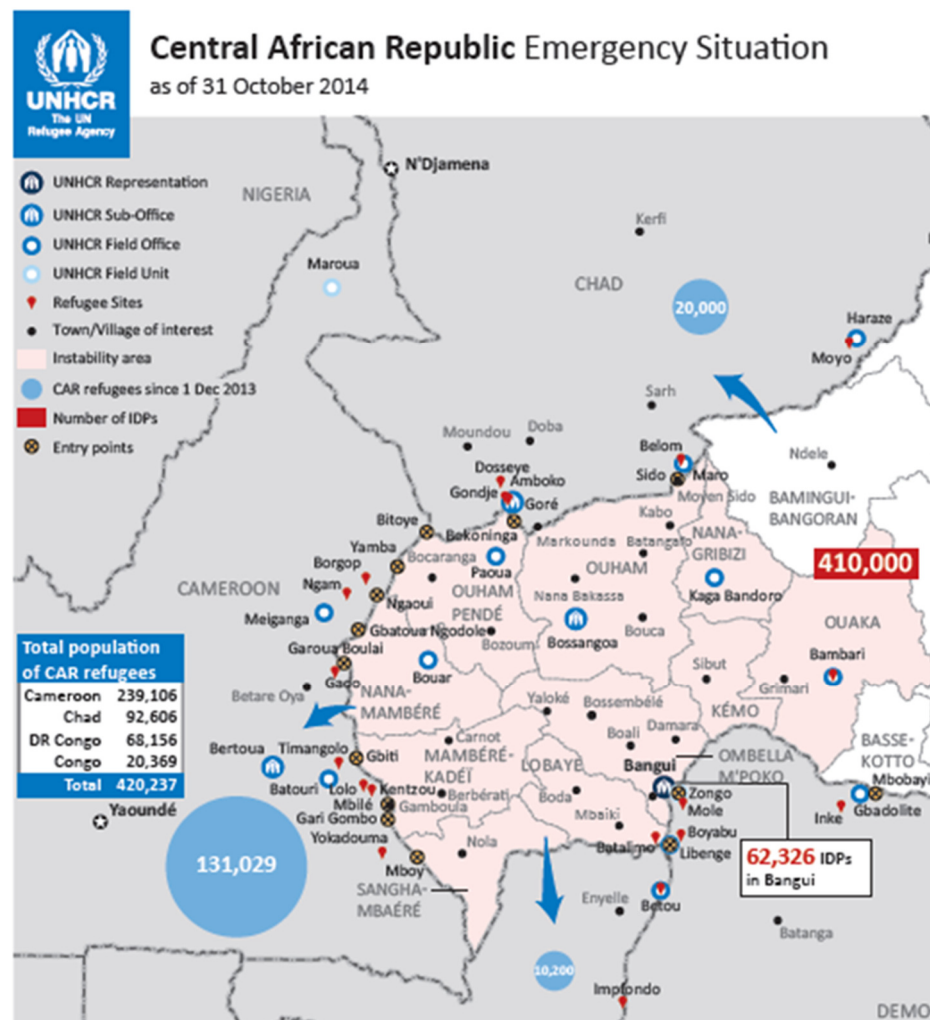 UNHCR
The UN
Refugee Agency
Central African Republic Emergency Situation
as of 31 October 2014
UNHCR Representation
UNHCR Sub-Office
UNHCR Field Office
UNHCR Field Unit
Refugee Sites
Town/Village of interest
Instability area
CAR refugees since 1 Dec 2013
Number of IDPs
Entry points
N'Djamena
NIGERIA
Kerfi
Maroua
CHAD
20,000
Haraze
Moyo
Sarh
Moundou
Doba
Belom
Ndele
Dosseye
Sido
Maro
Amboko
Gondje
Goré
Moyen Sido
BAMINGUI-
BANGORAN
Bitoye
Bekoninga
Kabo
Markounda
Batangafo
NANA-
GRIBIZI
Yamba
Bocaranga
410,000
Borgop
Paoua
OUHAM
CAMEROON
Ngam
OUHAM
PENDÉ
Nana Bakassa
Kaga Bandoro
Ngaoui
Meiganga
Gbatoua Ngodole
Bozoum
Bossangoa
Bouca
OUAKA
Total population
of CAR refugees
Cameroon 239,106
Chad 92,606
DR Congo 68,156
Congo 20,369
Total 420,237
Garoua Boulai
Bambari
Bouar
Sibut
Gado
Grimari
Betare Oya
NANA-
MAMBÉRÉ
Yaloké
Bossembélé
KÉMO
Damara
Carnot
Boali
BASSE-
KOTTO
Bertoua
Timangolo
Gbiti
MAMBÉRÉ-
KADÉÏ
LOBAYE
Bangui
OMBELLA
M'POKO
Mbobayi
Batouri
Lolo
Kentzou
Berbérati
Boda
Zongo
Mbilé
Gamboula
Mole
Gbadolite
Inke
Yaoundé
Gari Gombo
Mbaiki
Yokadouma
Boyabu
Nola
Batalimo
Libenge
131,029
Mboy
62,326 IDPs
in Bangui
SANGHA-
MBAÉRÉ
Enyelle
Betou
Batanga
10,200
Impfondo
DEMO